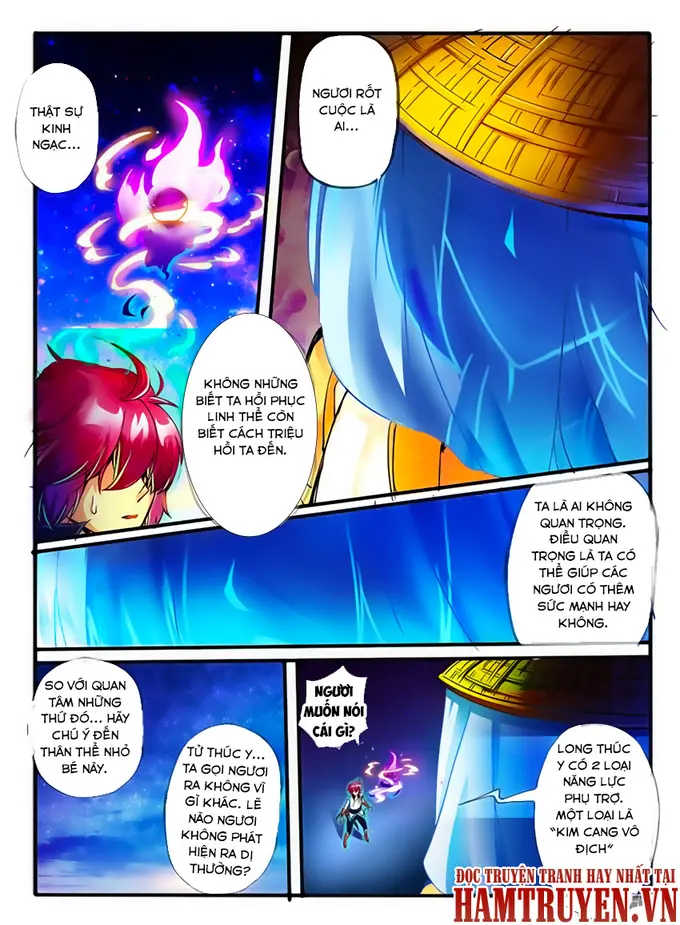 THẬT SỰ
KINH
NGẠC...
NGƯƠI RỐT
CUỘC LÀ
AI...
KHÔNG NHỮNG
BIẾT TA HỒI PHỤC
LINH THỂ CÒN
BIẾT CÁCH TRIỆU
HỒI TA ĐẾN.
TA LÀ AI KHÔNG
QUAN TRỌNG.
ĐIỀU QUAN
TRỌNG LÀ TA CÓ
THỂ GIÚP CÁC
NGƯƠI CÓ THÊM
SỨC MẠNH HAY
KHÔNG.
SO VỚI QUAN
TÂM NHỮNG
THỨ ĐÓ... HÃY
CHÚ Ý ĐẾN
THÂN THỂ NHỎ
BÉ NÀY.
TỬ THÚC Y...
TA GỌI NGƯƠI
RA KHÔNG VÌ
GÌ KHÁC. LẼ
NÀO NGƯƠI
KHÔNG PHÁT
HIỆN RA DỊ
THƯỜNG?
NGƯƠI
MUỐN NÓI
CÁI GÌ?
LONG THÚC
Y CÓ 2 LOẠI
NĂNG LỰC
PHỤ TRỢ.
MỘT LOẠI LÀ
"KIM CANG VÔ
ĐỊCH"
ĐỌC TRUYỆN TRANH HAY NHẤT TẠI
HAMTRUYEN.VN